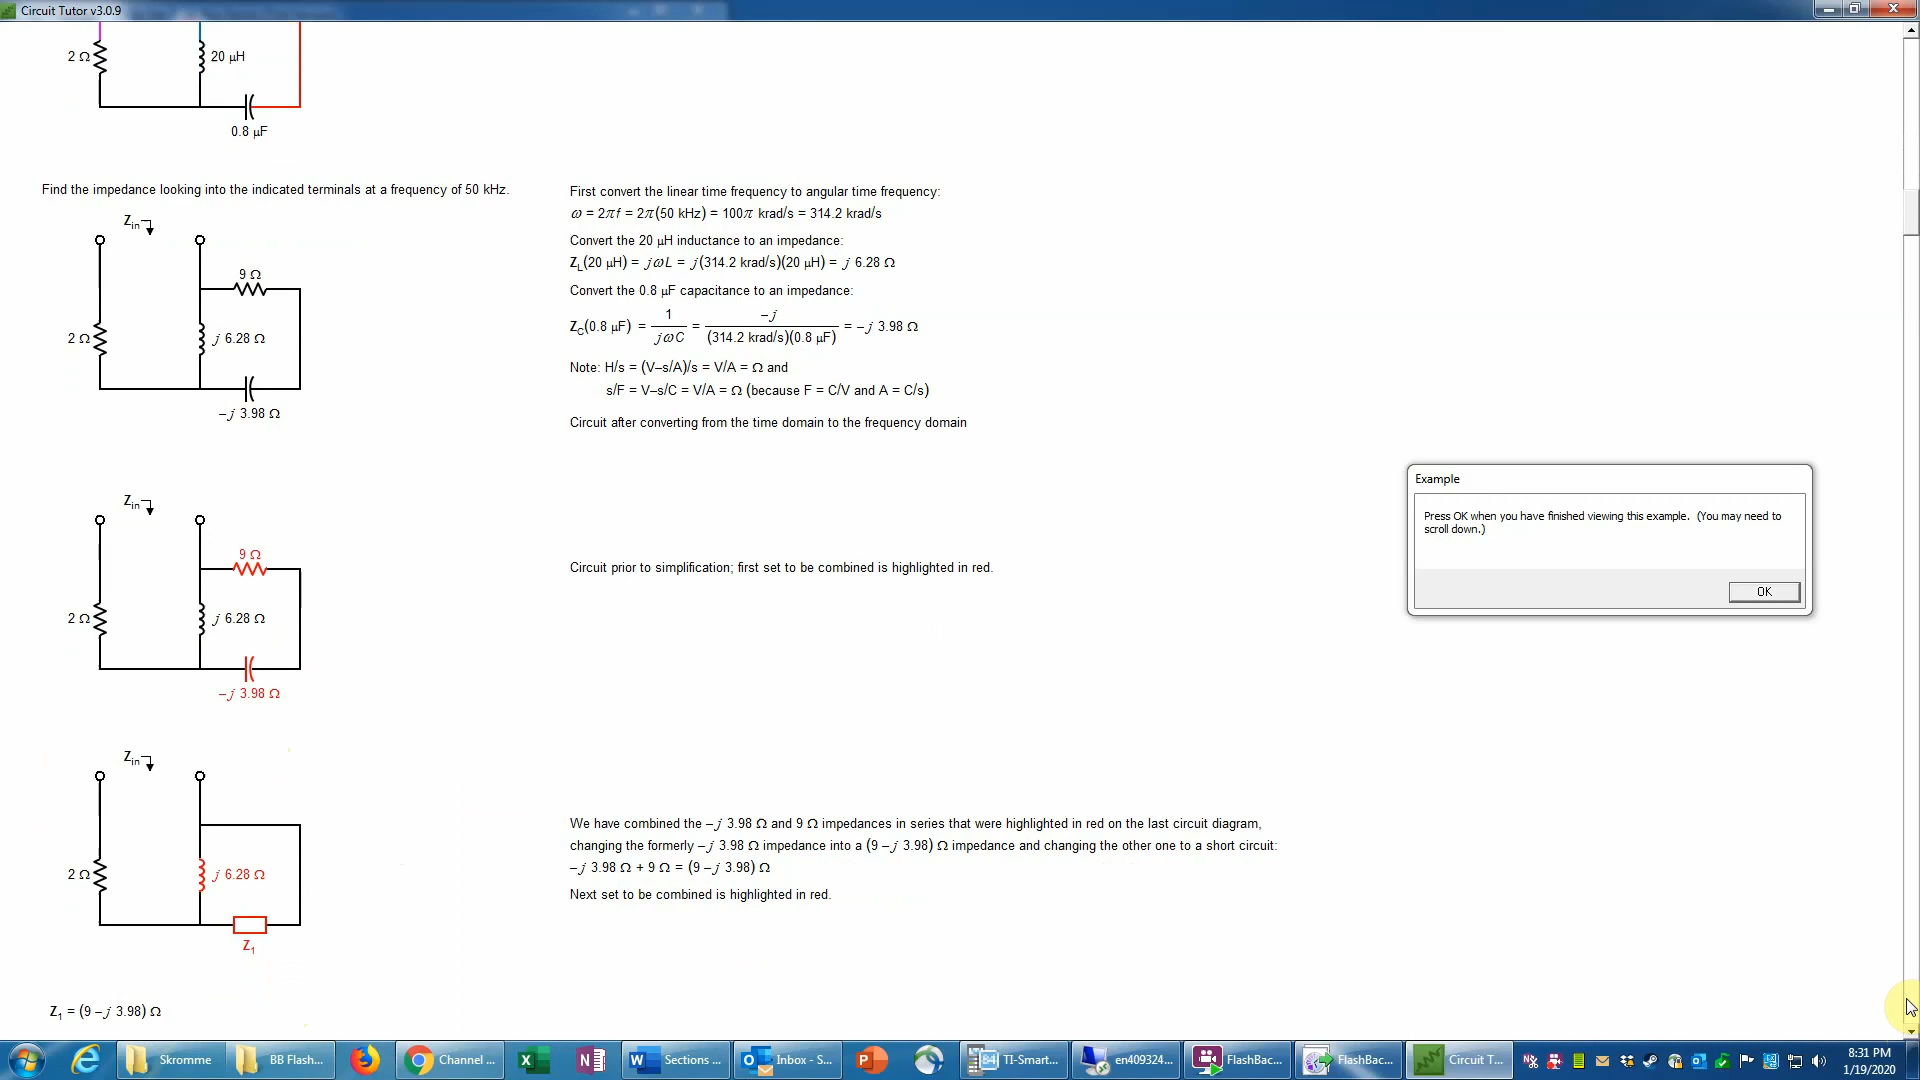 Circuit Tutor v3.0.9
2 Ω
20 μH
0.8 μF
Find the impedance looking into the indicated terminals at a frequency of 50 kHz.
Zin
9 Ω
2 Ω
j 6.28 Ω
–j 3.98 Ω
First convert the linear time frequency to angular time frequency:
ω = 2πf = 2π(50 kHz) = 100π krad/s = 314.2 krad/s
Convert the 20 μH inductance to an impedance:
ZL(20 μH) = jωL = j(314.2 krad/s)(20 μH) = j 6.28 Ω
Convert the 0.8 μF capacitance to an impedance:
ZC(0.8 μF) = 1 / jωC = –j / (314.2 krad/s)(0.8 μF) = –j 3.98 Ω
Note: H/s = (V–s/A)/s = V/A = Ω and
s/F = V–s/C = V/A = Ω (because F = C/V and A = C/s)
Circuit after converting from the time domain to the frequency domain
Zin
9 Ω
2 Ω
j 6.28 Ω
–j 3.98 Ω
Circuit prior to simplification; first set to be combined is highlighted in red.
Example
Press OK when you have finished viewing this example. (You may need to
scroll down.)
OK
Zin
2 Ω
j 6.28 Ω
Z1
We have combined the –j 3.98 Ω and 9 Ω impedances in series that were highlighted in red on the last circuit diagram,
changing the formerly –j 3.98 Ω impedance into a (9 –j 3.98) Ω impedance and changing the other one to a short circuit:
–j 3.98 Ω + 9 Ω = (9 –j 3.98) Ω
Next set to be combined is highlighted in red.
Z1 = (9 –j 3.98) Ω
Skromme
BB Flash...
Channel ...
Sections ...
Inbox - S...
84
TI-Smart...
en409324...
FlashBac...
FlashBac...
Circuit T...
8:31 PM
1/19/2020